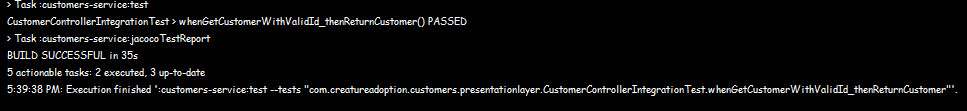 > Task :customers-service:test
CustomerControllerIntegrationTest > whenGetCustomerWithValidId_thenReturnCustomer() PASSED
> Task :customers-service:jacocoTestReport
BUILD SUCCESSFUL in 35s
5 actionable tasks: 2 executed, 3 up-to-date
5:39:38 PM: Execution finished ':customers-service:test --tests "com.creatureadoption.customers.presentationlayer.CustomerControllerIntegrationTest.whenGetCustomerWithValidId_thenReturnCustomer"'.